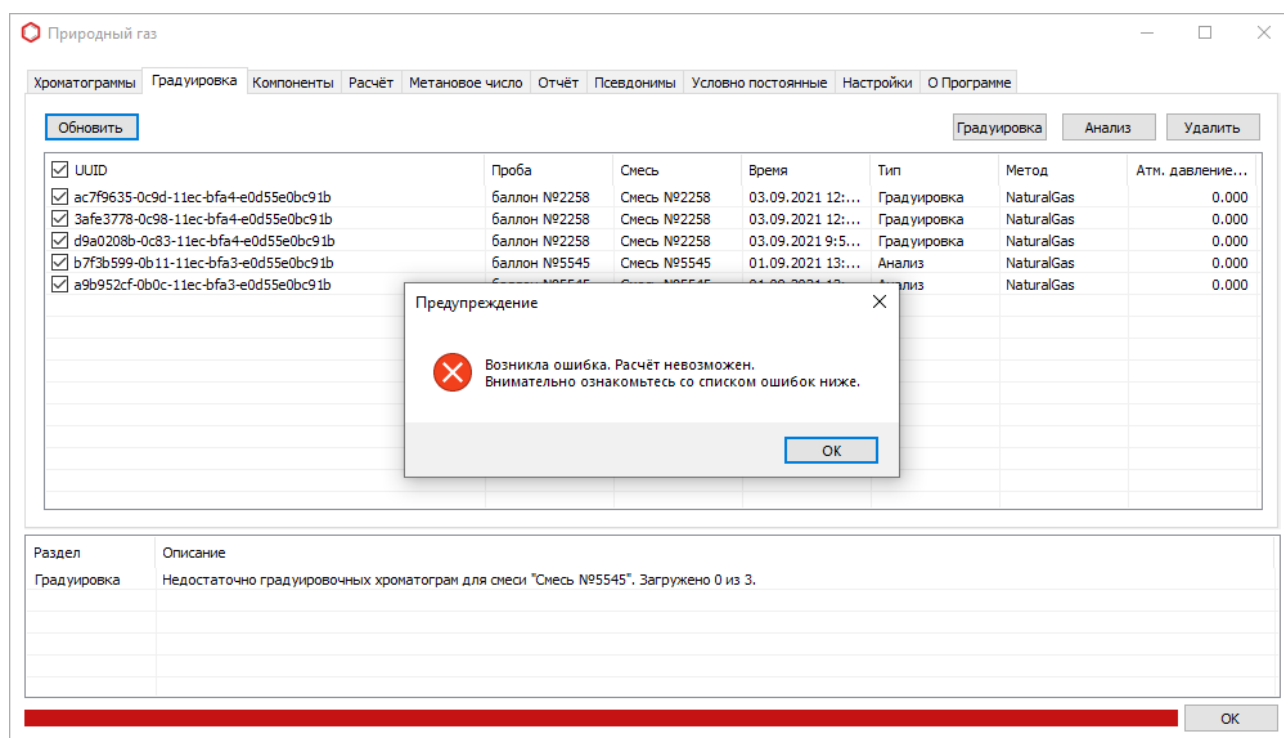 Природный газ
Хроматограммы Градуировка Компоненты Расчёт Метановое число Отчёт Псевдонимы Условно постоянные Настройки О Программе
Обновить Градуировка Анализ Удалить
UUID Проба Смесь Время Тип Метод Атм. давление...
ac7f9635-0c9d-11ec-bfa4-e0d55e0bc91b баллон №2258 Смесь №2258 03.09.2021 12:... Градуировка NaturalGas 0.000
3afe3778-0c98-11ec-bfa4-e0d55e0bc91b баллон №2258 Смесь №2258 03.09.2021 12:... Градуировка NaturalGas 0.000
d9a0208b-0c83-11ec-bfa4-e0d55e0bc91b баллон №2258 Смесь №2258 03.09.2021 9:5... Градуировка NaturalGas 0.000
b7f3b599-0b11-11ec-bfa3-e0d55e0bc91b баллон №5545 Смесь №5545 01.09.2021 13:... Анализ NaturalGas 0.000
a9b952cf-0b0c-11ec-bfa3-e0d55e0bc91b NaturalGas 0.000
Предупреждение
Возникла ошибка. Расчёт невозможен.
Внимательно ознакомьтесь со списком ошибок ниже.
OK
Раздел Описание
Градуировка Недостаточно градуировочных хроматограм для смеси "Смесь №5545". Загружено 0 из 3.
OK